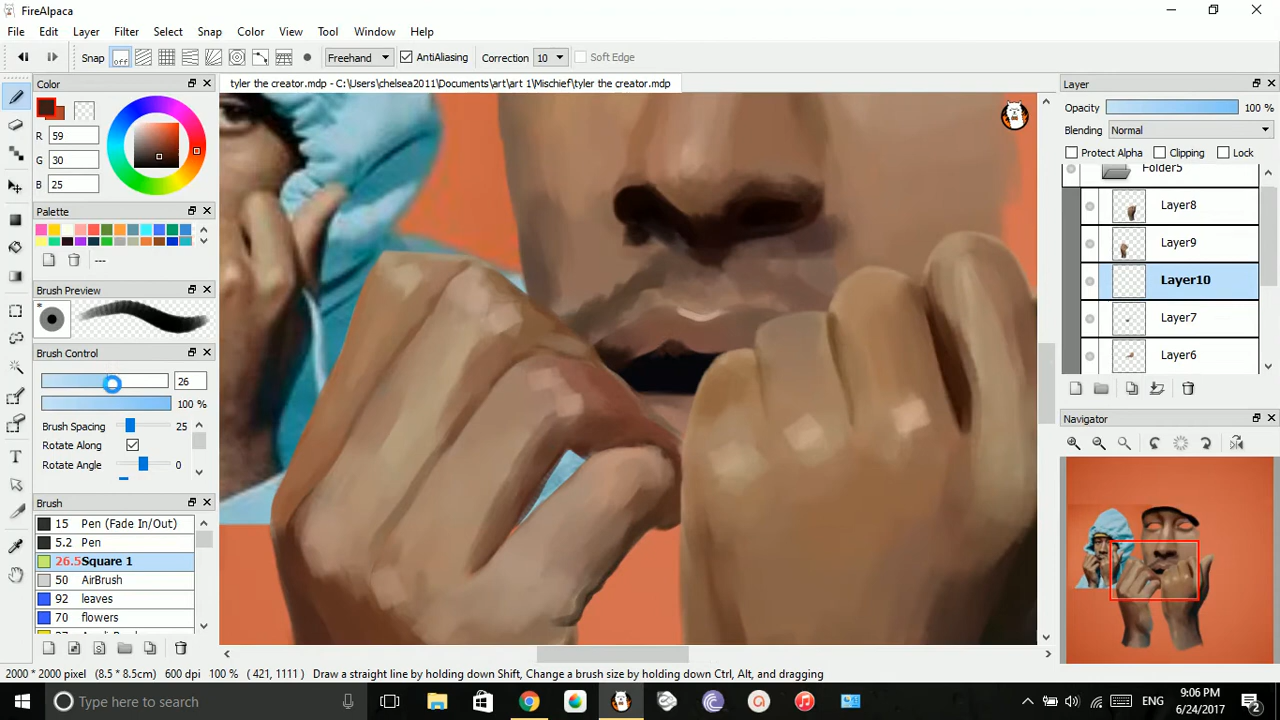 FireAlpaca
File Edit Layer Filter Select Snap Color View Tool Window Help
Snap off Freehand AntiAliasing Correction 10 Soft Edge
Color
tyler the creator.mdp - C:\Users\chelsea2011\Documents\art\art 1\Mischief\tyler the creator.mdp
Layer
Opacity 100 %
Blending Normal
Protect Alpha Clipping Lock
R 59
G 30
B 25
Folder5
Layer8
Layer9
Layer10
Layer7
Layer6
Palette
---
Brush Preview
*
Brush Control
26
100 %
Brush Spacing 25
Rotate Along
Rotate Angle 0
Navigator
Brush
15 Pen (Fade In/Out)
5.2 Pen
26.5 Square 1
50 AirBrush
92 leaves
70 flowers
2000 * 2000 pixel (8.5 * 8.5cm) 600 dpi 100 % (421, 1111) Draw a straight line by holding down Shift, Change a brush size by holding down Ctrl, Alt, and dragging
Type here to search
ENG
9:06 PM
6/24/2017
2